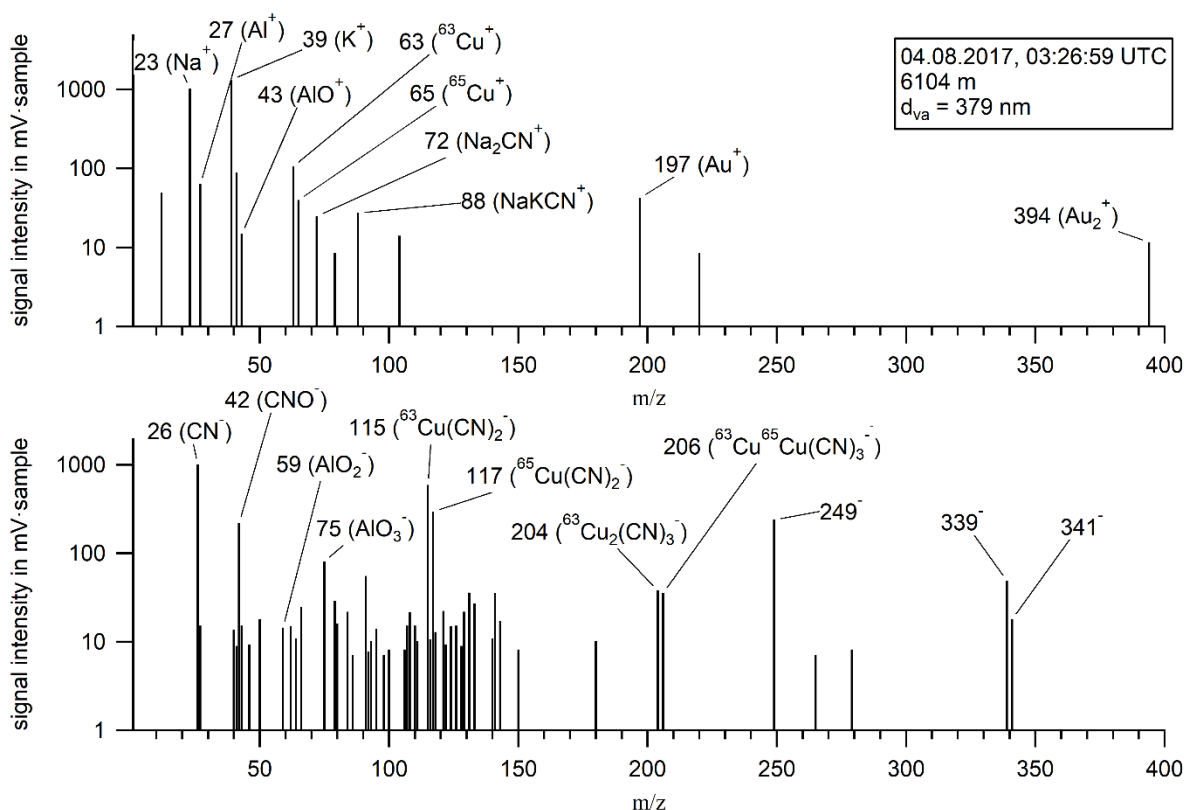 signal intensity in mV·sample
1000
100
10
1
23 (Na⁺)
27 (Al⁺)
39 (K⁺)
43 (AlO⁺)
63 (⁶³Cu⁺)
65 (⁶⁵Cu⁺)
72 (Na₂CN⁺)
88 (NaKCN⁺)
197 (Au⁺)
394 (Au₂⁺)
04.08.2017, 03:26:59 UTC
6104 m
d_va = 379 nm
50 100 150 200 250 300 350 400
m/z
signal intensity in mV·sample
1000
100
10
1
26 (CN⁻)
42 (CNO⁻)
59 (AlO₂⁻)
75 (AlO₃⁻)
115 (⁶³Cu(CN)₂⁻)
117 (⁶⁵Cu(CN)₂⁻)
204 (⁶³Cu₂(CN)₃⁻)
206 (⁶³Cu⁶⁵Cu(CN)₃⁻)
249⁻
339⁻
341⁻
50 100 150 200 250 300 350 400
m/z